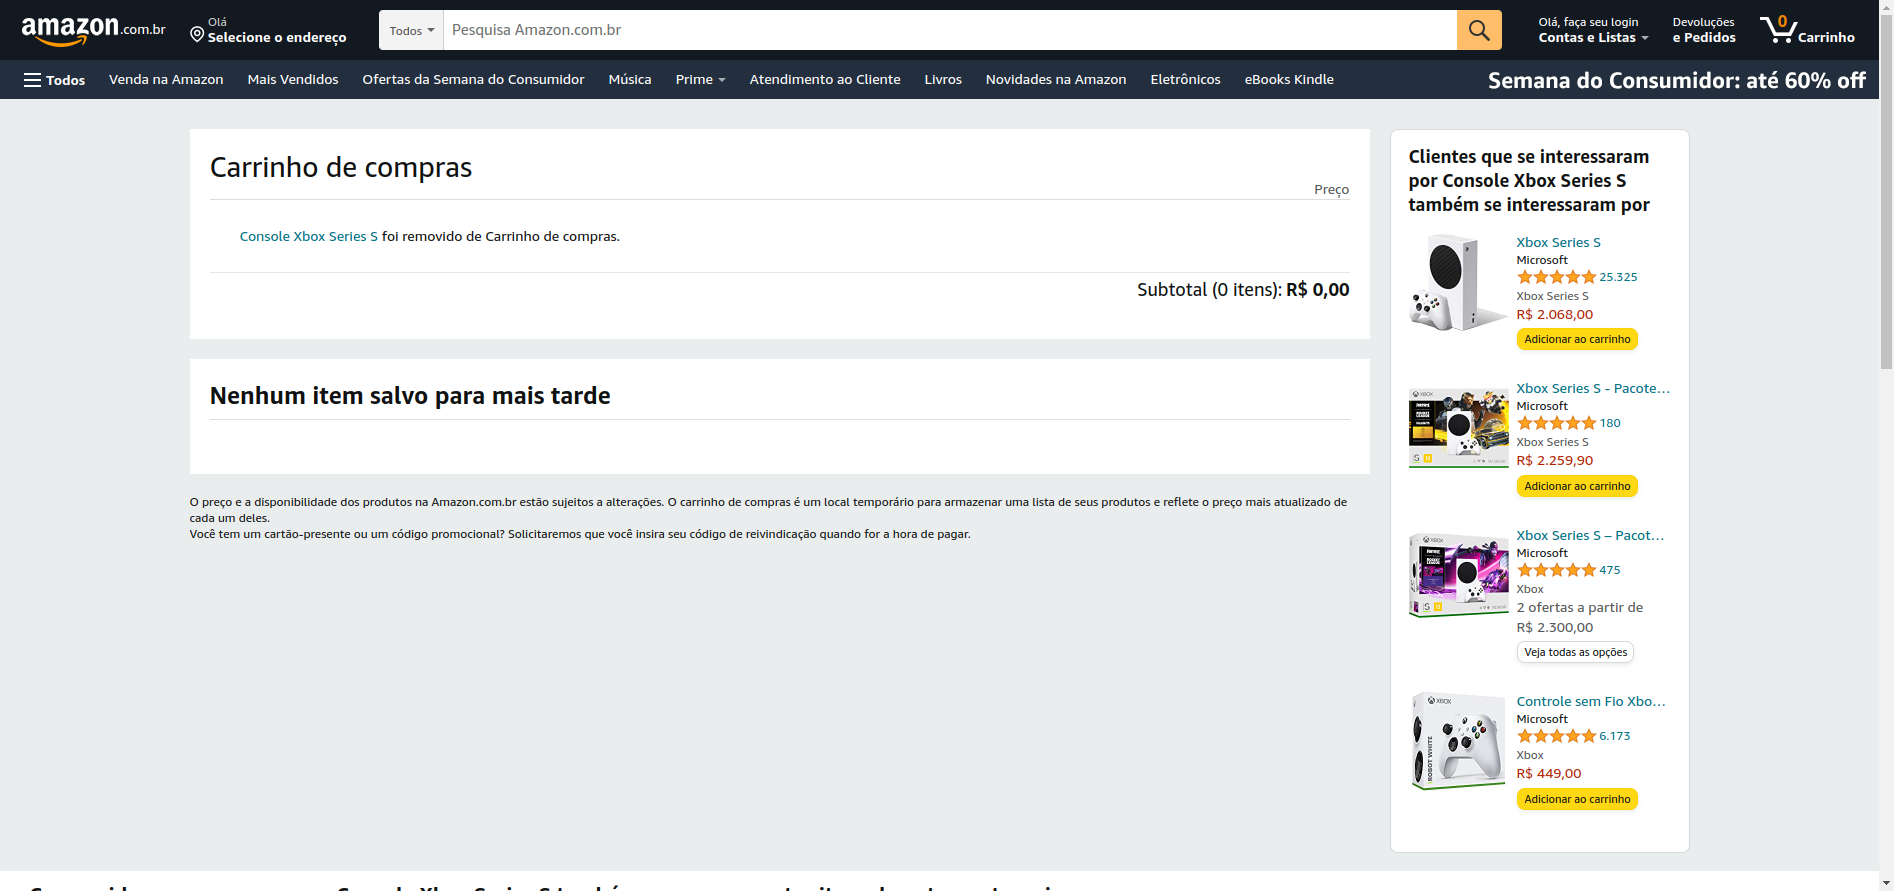 amazon.com.br
Olá
Selecione o endereço
Todos
Pesquisa Amazon.com.br
Olá, faça seu login
Contas e Listas
Devoluções
e Pedidos
0
Carrinho
Todos
Venda na Amazon
Mais Vendidos
Ofertas da Semana do Consumidor
Música
Prime
Atendimento ao Cliente
Livros
Novidades na Amazon
Eletrônicos
eBooks Kindle
Semana do Consumidor: até 60% off
Carrinho de compras
Preço
Console Xbox Series S foi removido de Carrinho de compras.
Subtotal (0 itens): R$ 0,00
Nenhum item salvo para mais tarde
O preço e a disponibilidade dos produtos na Amazon.com.br estão sujeitos a alterações. O carrinho de compras é um local temporário para armazenar uma lista de seus produtos e reflete o preço mais atualizado de
cada um deles.
Você tem um cartão-presente ou um código promocional? Solicitaremos que você insira seu código de reivindicação quando for a hora de pagar.
Clientes que se interessaram
por Console Xbox Series S
também se interessaram por
Xbox Series S
Microsoft
25.325
Xbox Series S
R$ 2.068,00
Adicionar ao carrinho
XBOX
Xbox Series S - Pacote…
Microsoft
180
Xbox Series S
R$ 2.259,90
Adicionar ao carrinho
XBOX
Xbox Series S – Pacot…
Microsoft
475
Xbox
2 ofertas a partir de
R$ 2.300,00
Veja todas as opções
XBOX
ROBOT WHITE
Controle sem Fio Xbo…
Microsoft
6.173
Xbox
R$ 449,00
Adicionar ao carrinho